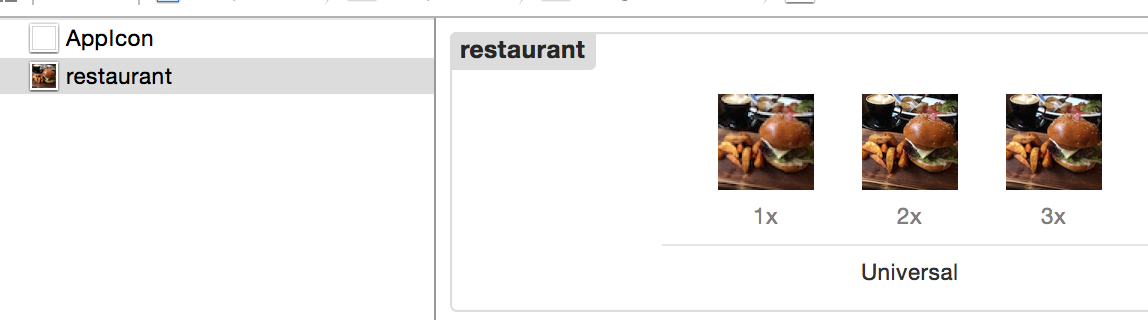 AppIcon
restaurant
restaurant
1x 2x 3x
Universal